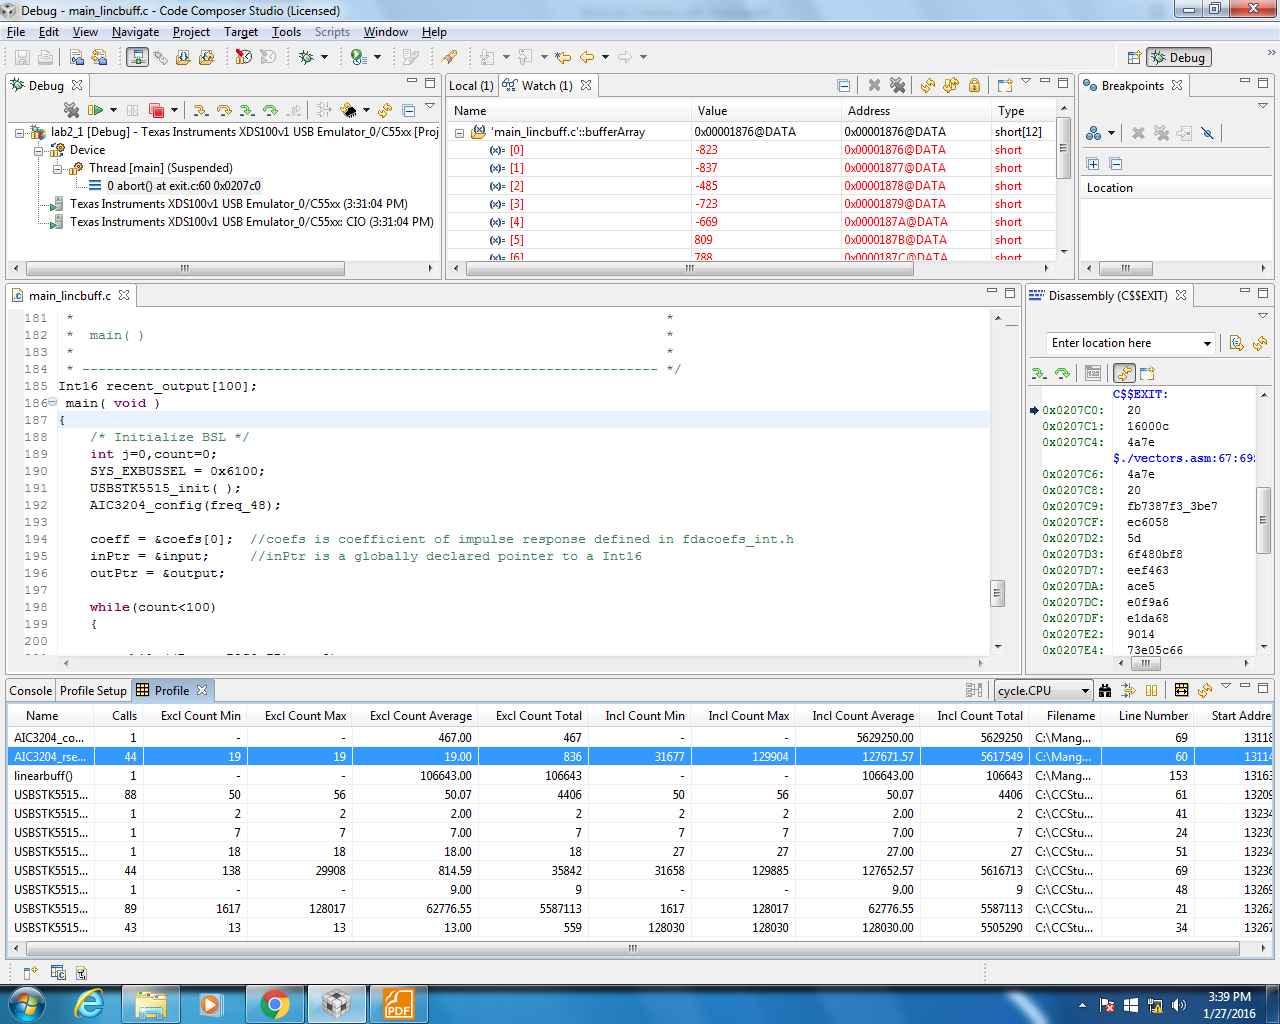 Debug - main_lincbuff.c - Code Composer Studio (Licensed)
File Edit View Navigate Project Target Tools Scripts Window Help
Debug
Debug
lab2_1 [Debug] - Texas Instruments XDS100v1 USB Emulator_0/C55xx [Proj
Device
Thread [main] (Suspended)
0 abort() at exit.c:60 0x0207c0
Texas Instruments XDS100v1 USB Emulator_0/C55xx (3:31:04 PM)
Texas Instruments XDS100v1 USB Emulator_0/C55xx: CIO (3:31:04 PM)
Local (1) Watch (1)
Name Value Address Type
'main_lincbuff.c'::bufferArray 0x00001876@DATA 0x00001876@DATA short[12]
(x)= [0] -823 0x00001876@DATA short
(x)= [1] -837 0x00001877@DATA short
(x)= [2] -485 0x00001878@DATA short
(x)= [3] -723 0x00001879@DATA short
(x)= [4] -669 0x0000187A@DATA short
(x)= [5] 809 0x0000187B@DATA short
(x)= [6] 788 0x0000187C@DATA short
Breakpoints
Location
main_lincbuff.c
181 * *
182 * main( ) *
183 * *
184 * ------------------------------------------------------------------------ */
185 Int16 recent_output[100];
186 main( void )
187 {
188 /* Initialize BSL */
189 int j=0,count=0;
190 SYS_EXBUSSEL = 0x6100;
191 USBSTK5515_init( );
192 AIC3204_config(freq_48);
193
194 coeff = &coefs[0]; //coefs is coefficient of impulse response defined in fdacoefs_int.h
195 inPtr = &input; //inPtr is a globally declared pointer to a Int16
196 outPtr = &output;
197
198 while(count<100)
199 {
200
Disassembly (C$$EXIT)
Enter location here
C$$EXIT:
0x0207C0: 20
0x0207C1: 16000c
0x0207C4: 4a7e
$./vectors.asm:67:69
0x0207C6: 4a7e
0x0207C8: 20
0x0207C9: fb7387f3_3be7
0x0207CF: ec6058
0x0207D2: 5d
0x0207D3: 6f480bf8
0x0207D7: eef463
0x0207DA: ace5
0x0207DC: e0f9a6
0x0207DF: e1da68
0x0207E2: 9014
0x0207E4: 73e05c66
Console Profile Setup Profile
cycle.CPU
Name Calls Excl Count Min Excl Count Max Excl Count Average Excl Count Total Incl Count Min Incl Count Max Incl Count Average Incl Count Total Filename Line Number Start Addre
AIC3204_co... 1 - - 467.00 467 - - 5629250.00 5629250 C:\Mang... 69 13118
AIC3204_rse... 44 19 19 19.00 836 31677 129904 127671.57 5617549 C:\Mang... 60 13114
linearbuff() 1 - - 106643.00 106643 - - 106643.00 106643 C:\Mang... 153 13163
USBSTK5515... 88 50 56 50.07 4406 50 56 50.07 4406 C:\CCStu... 61 13209
USBSTK5515... 1 2 2 2.00 2 2 2 2.00 2 C:\CCStu... 41 13234
USBSTK5515... 1 7 7 7.00 7 7 7 7.00 7 C:\CCStu... 24 13230
USBSTK5515... 1 18 18 18.00 18 27 27 27.00 27 C:\CCStu... 51 13234
USBSTK5515... 44 138 29908 814.59 35842 31658 129885 127652.57 5616713 C:\CCStu... 69 13236
USBSTK5515... 1 - - 9.00 9 - - 9.00 9 C:\CCStu... 48 13269
USBSTK5515... 89 1617 128017 62776.55 5587113 1617 128017 62776.55 5587113 C:\CCStu... 21 13262
USBSTK5515... 43 13 13 13.00 559 128030 128030 128030.00 5505290 C:\CCStu... 34 13267
PDF
3:39 PM
1/27/2016